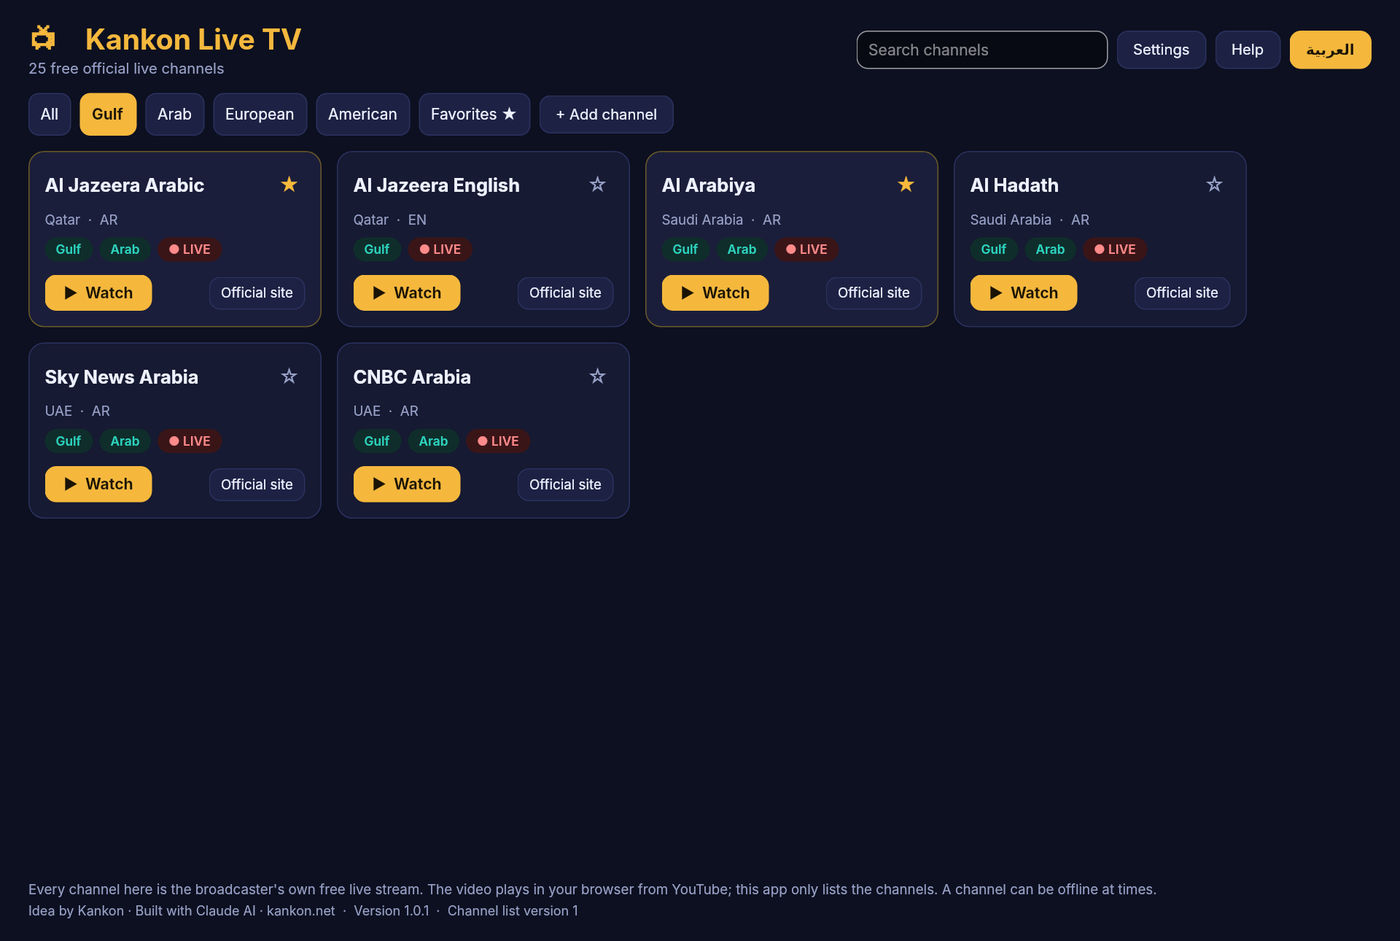 Kankon Live TV
25 free official live channels
Search channels
Settings
Help
العربية
All
Gulf
Arab
European
American
Favorites ★
+ Add channel
Al Jazeera Arabic ★
Qatar · AR
Gulf Arab ● LIVE
▶ Watch Official site
Al Jazeera English ☆
Qatar · EN
Gulf ● LIVE
▶ Watch Official site
Al Arabiya ★
Saudi Arabia · AR
Gulf Arab ● LIVE
▶ Watch Official site
Al Hadath ☆
Saudi Arabia · AR
Gulf Arab ● LIVE
▶ Watch Official site
Sky News Arabia ☆
UAE · AR
Gulf Arab ● LIVE
▶ Watch Official site
CNBC Arabia ☆
UAE · AR
Gulf Arab ● LIVE
▶ Watch Official site
Every channel here is the broadcaster's own free live stream. The video plays in your browser from YouTube; this app only lists the channels. A channel can be offline at times.
Idea by Kankon · Built with Claude AI · kankon.net · Version 1.0.1 · Channel list version 1